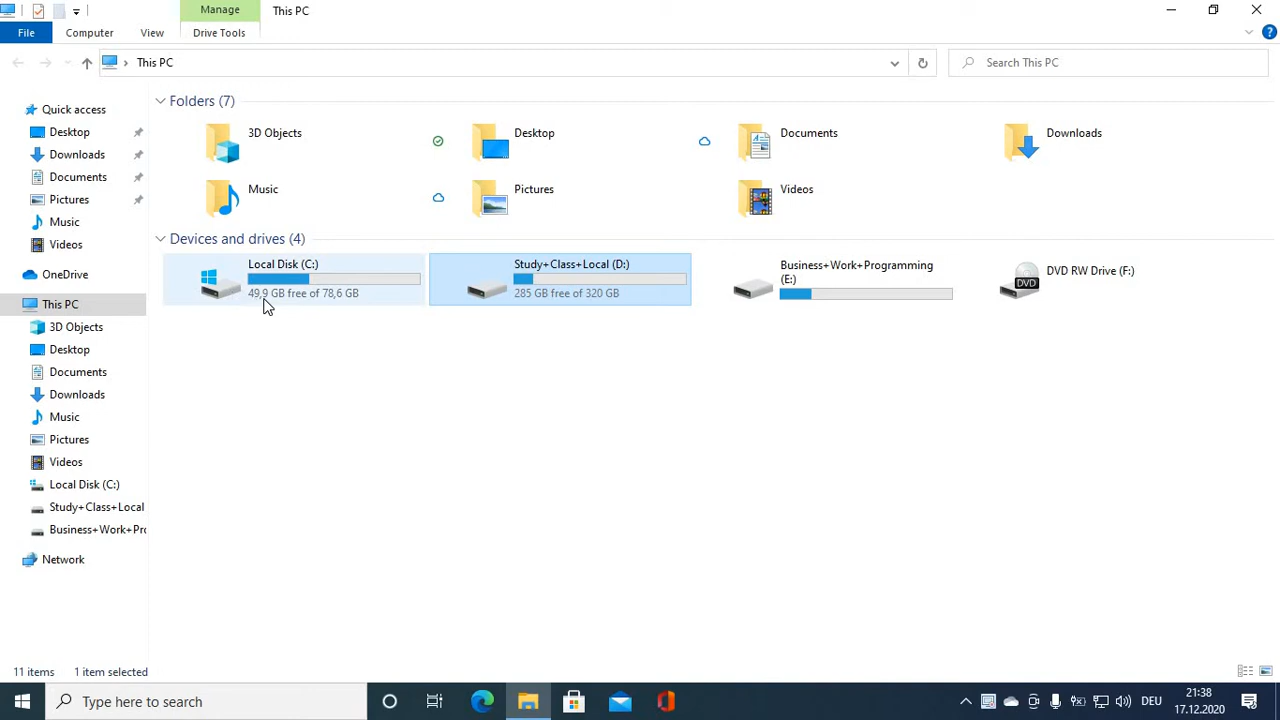 Manage
This PC
File
Computer
View
Drive Tools
This PC
Search This PC
Quick access
Desktop
Downloads
Documents
Pictures
Music
Videos
OneDrive
This PC
3D Objects
Desktop
Documents
Downloads
Music
Pictures
Videos
Local Disk (C:)
Study+Class+Local
Business+Work+Pro
Network
Folders (7)
3D Objects
Desktop
Documents
Downloads
Music
Pictures
Videos
Devices and drives (4)
Local Disk (C:)
49,9 GB free of 78,6 GB
Study+Class+Local (D:)
285 GB free of 320 GB
Business+Work+Programming
(E:)
DVD RW Drive (F:)
DVD
11 items
1 item selected
Type here to search
DEU
21:38
17.12.2020